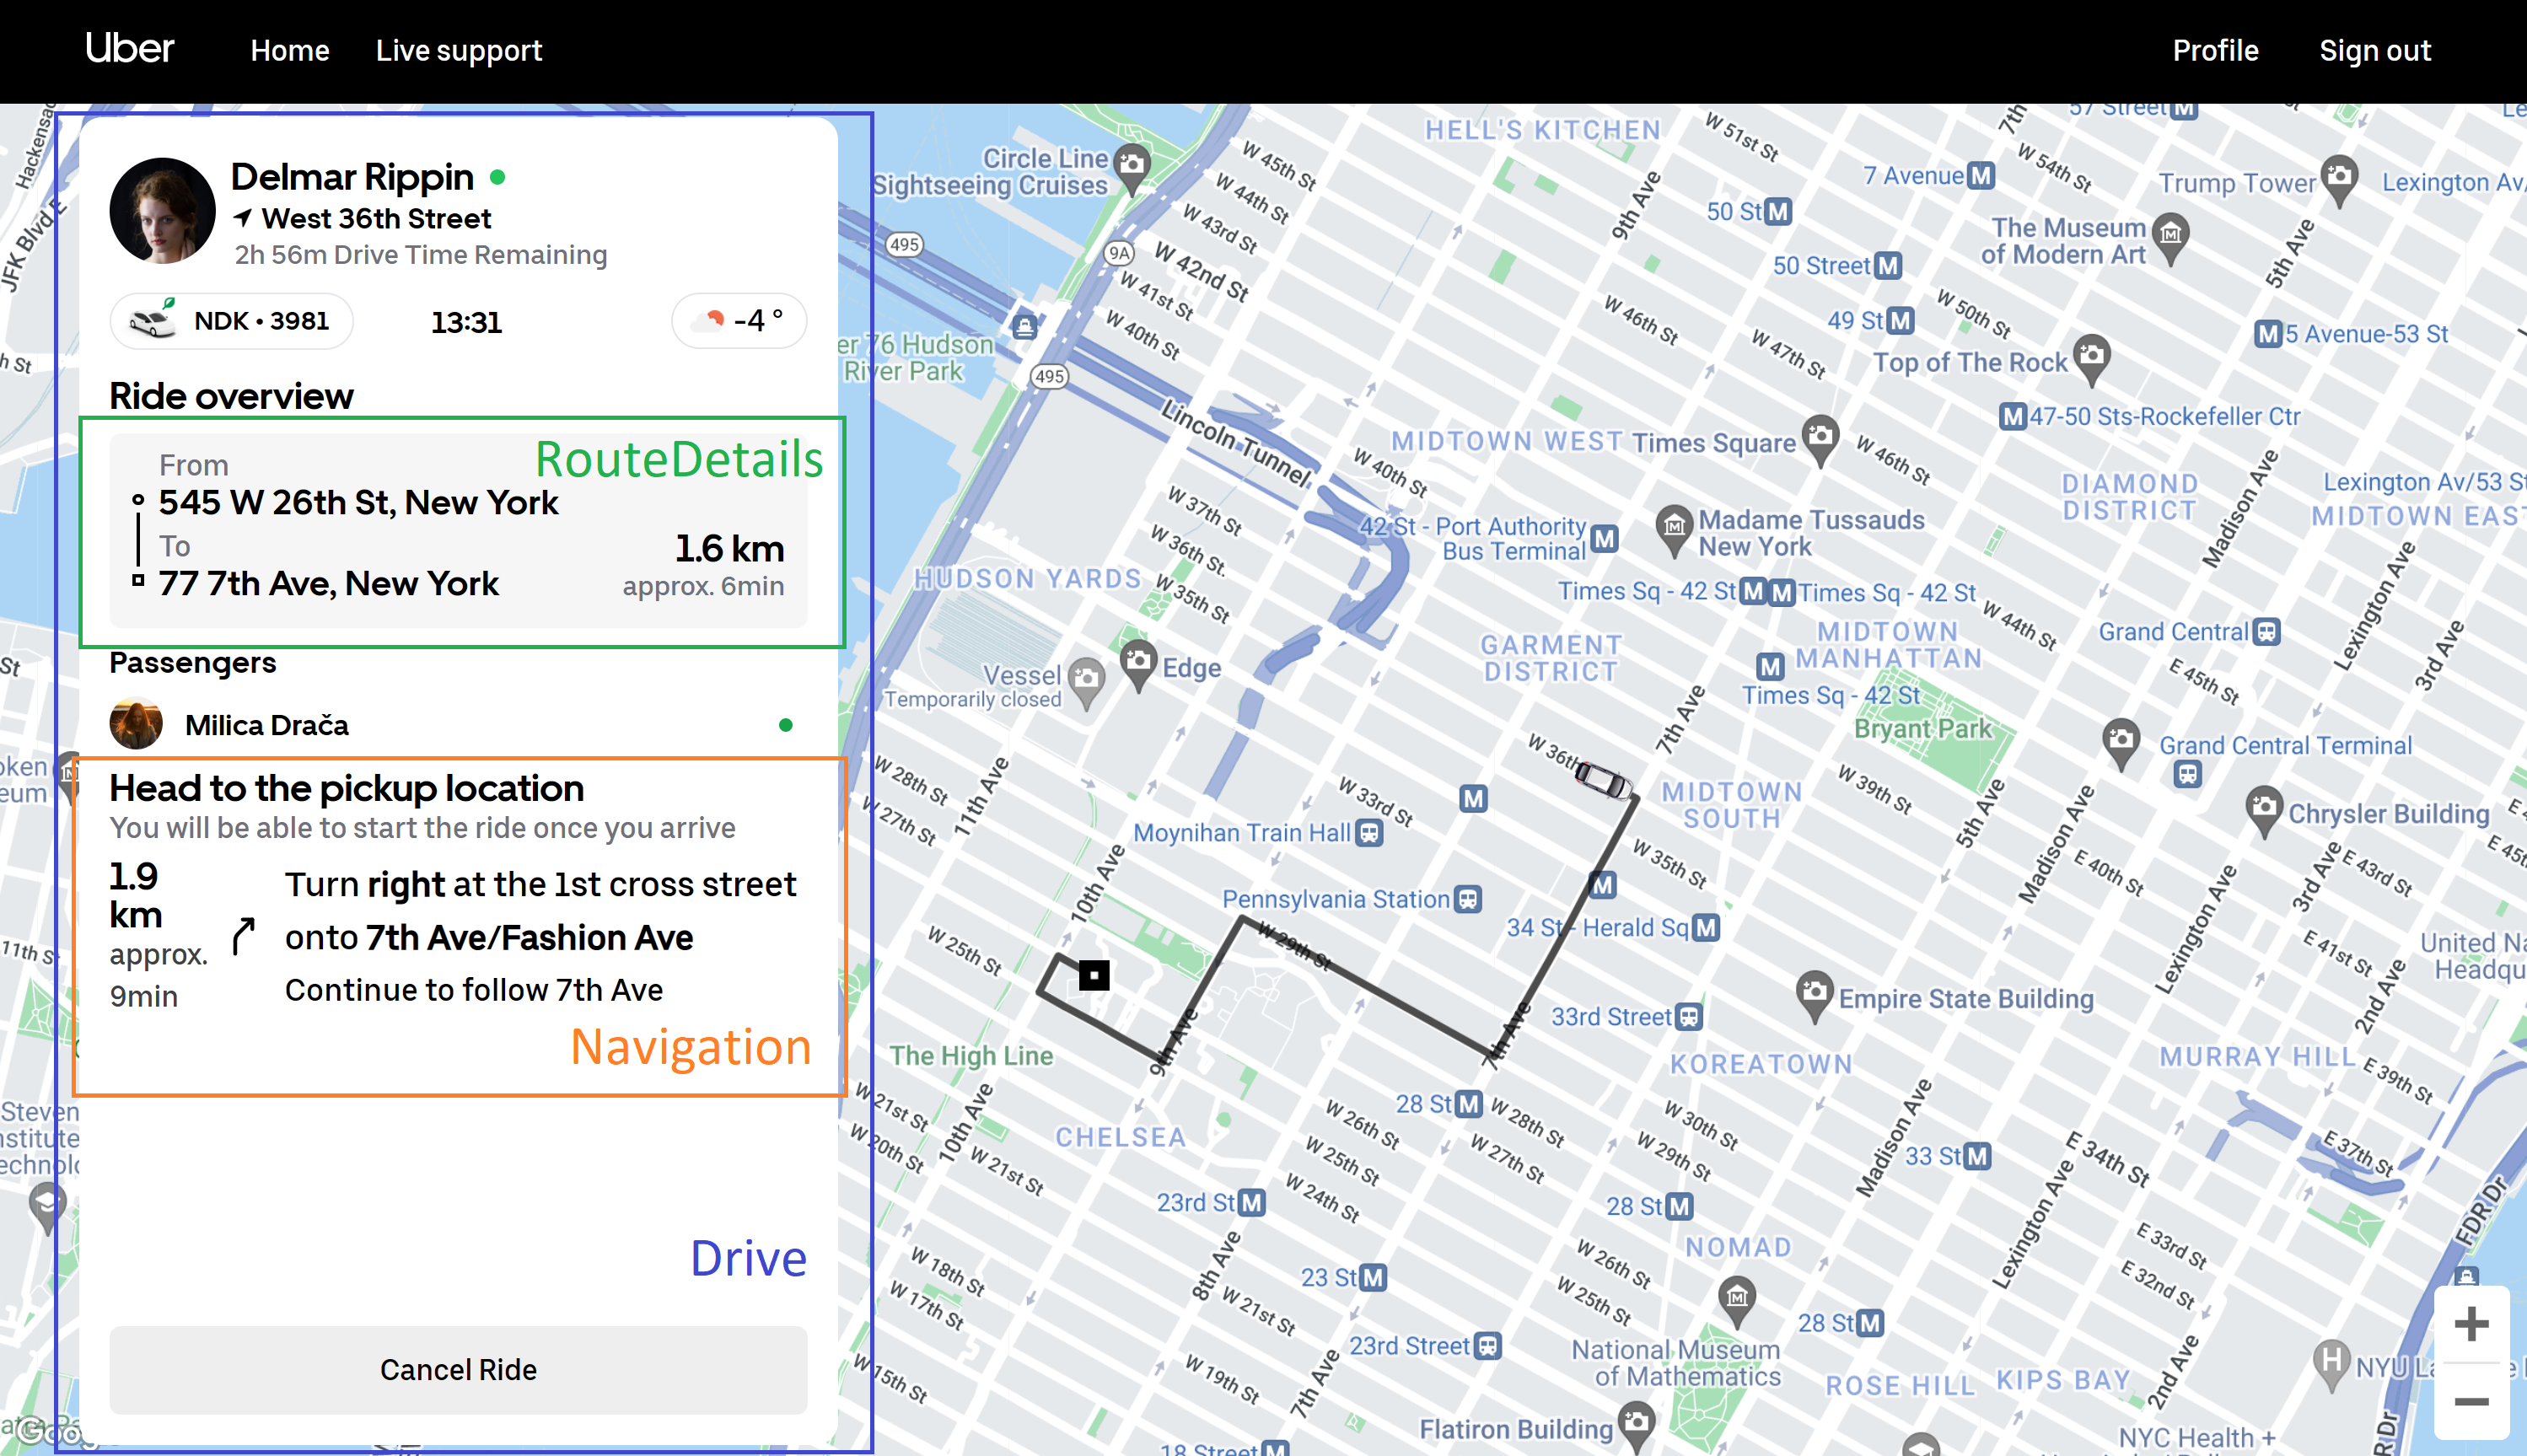 Uber
Home
Live support
Profile
Sign out
Delmar Rippin
West 36th Street
2h 56m Drive Time Remaining
NDK • 3981
13:31
-4 °
Ride overview
RouteDetails
From
545 W 26th St, New York
To
77 7th Ave, New York
1.6 km
approx. 6min
Passengers
Milica Drača
Head to the pickup location
You will be able to start the ride once you arrive
1.9
km
approx.
9min
Turn right at the 1st cross street
onto 7th Ave/Fashion Ave
Continue to follow 7th Ave
Navigation
Drive
Cancel Ride
JFK Blvd E
HELL'S KITCHEN
W 51st St
7th
57 Street
W 54th St
Circle Line
Sightseeing Cruises
W 45th St
W 44th St
W 43rd St
W 42nd St
W 41st St
W 40th St
9th Ave
7 Avenue
50 St
Trump Tower
Lexington Av/
The Museum
of Modern Art
5th Ave
495
9A
50 Street
W 46th St
49 St
W 50th St
5 Avenue-53 St
W 47th St
Top of The Rock
er 76 Hudson
River Park
495
Lincoln Tunnel
47-50 Sts-Rockefeller Ctr
MIDTOWN WEST
Times Square
W 46th St
W 40th St
DIAMOND
DISTRICT
Madison Ave
Lexington Av/53 St
MIDTOWN EAST
W 37th St
W 36th St.
W 35th St
42 St - Port Authority
Bus Terminal
Madame Tussauds
New York
HUDSON YARDS
Times Sq - 42 St
Times Sq - 42 St
W 44th St
Lexington Ave
3rd Ave
GARMENT
DISTRICT
MIDTOWN
MANHATTAN
Grand Central
E 45th St
Vessel
Temporarily closed
Edge
Times Sq - 42 St
7th Ave
Bryant Park
Grand Central Terminal
W 36th
W 28th St
W 27th St
11th Ave
W 33rd St
MIDTOWN
SOUTH
W 39th St
5th Ave
Madison Ave
Chrysler Building
Moynihan Train Hall
W 35th St
E 40th St
3rd Ave
E 43rd St
E 45t
10th Ave
Pennsylvania Station
34 St - Herald Sq
Lexington Ave
E 41st St
United Na
Headqu
W 25th St
W 29th St
Empire State Building
2nd Ave
33rd Street
The High Line
9th Ave
7th Ave
KOREATOWN
MURRAY HILL
E 39th St
W 21st St
W 20th St
10th Ave
W 21st St
CHELSEA
28 St
W 28th St
W 26th St
W 25th St
W 24th St
W 27th St
W 30th St
W 29th St
Madison Ave
33 St
E 34th St
E 37th St
23rd St
28 St
NOMAD
Lexington Ave
E 33rd St
E 32nd St
FDR Dr
W 18th St
W 17th St
8th Ave
23 St
W 21st St
W 26th St
W 25th St
28 St
23rd Street
National Museum
of Mathematics
2nd Ave
NYU La
W 15th St
W 19th St
7th Ave
ROSE HILL
KIPS BAY
Flatiron Building
18 Street
NYC Health +
R Dr
11th S
Steven
nstitute
echnolo
oken
eum
h St
St